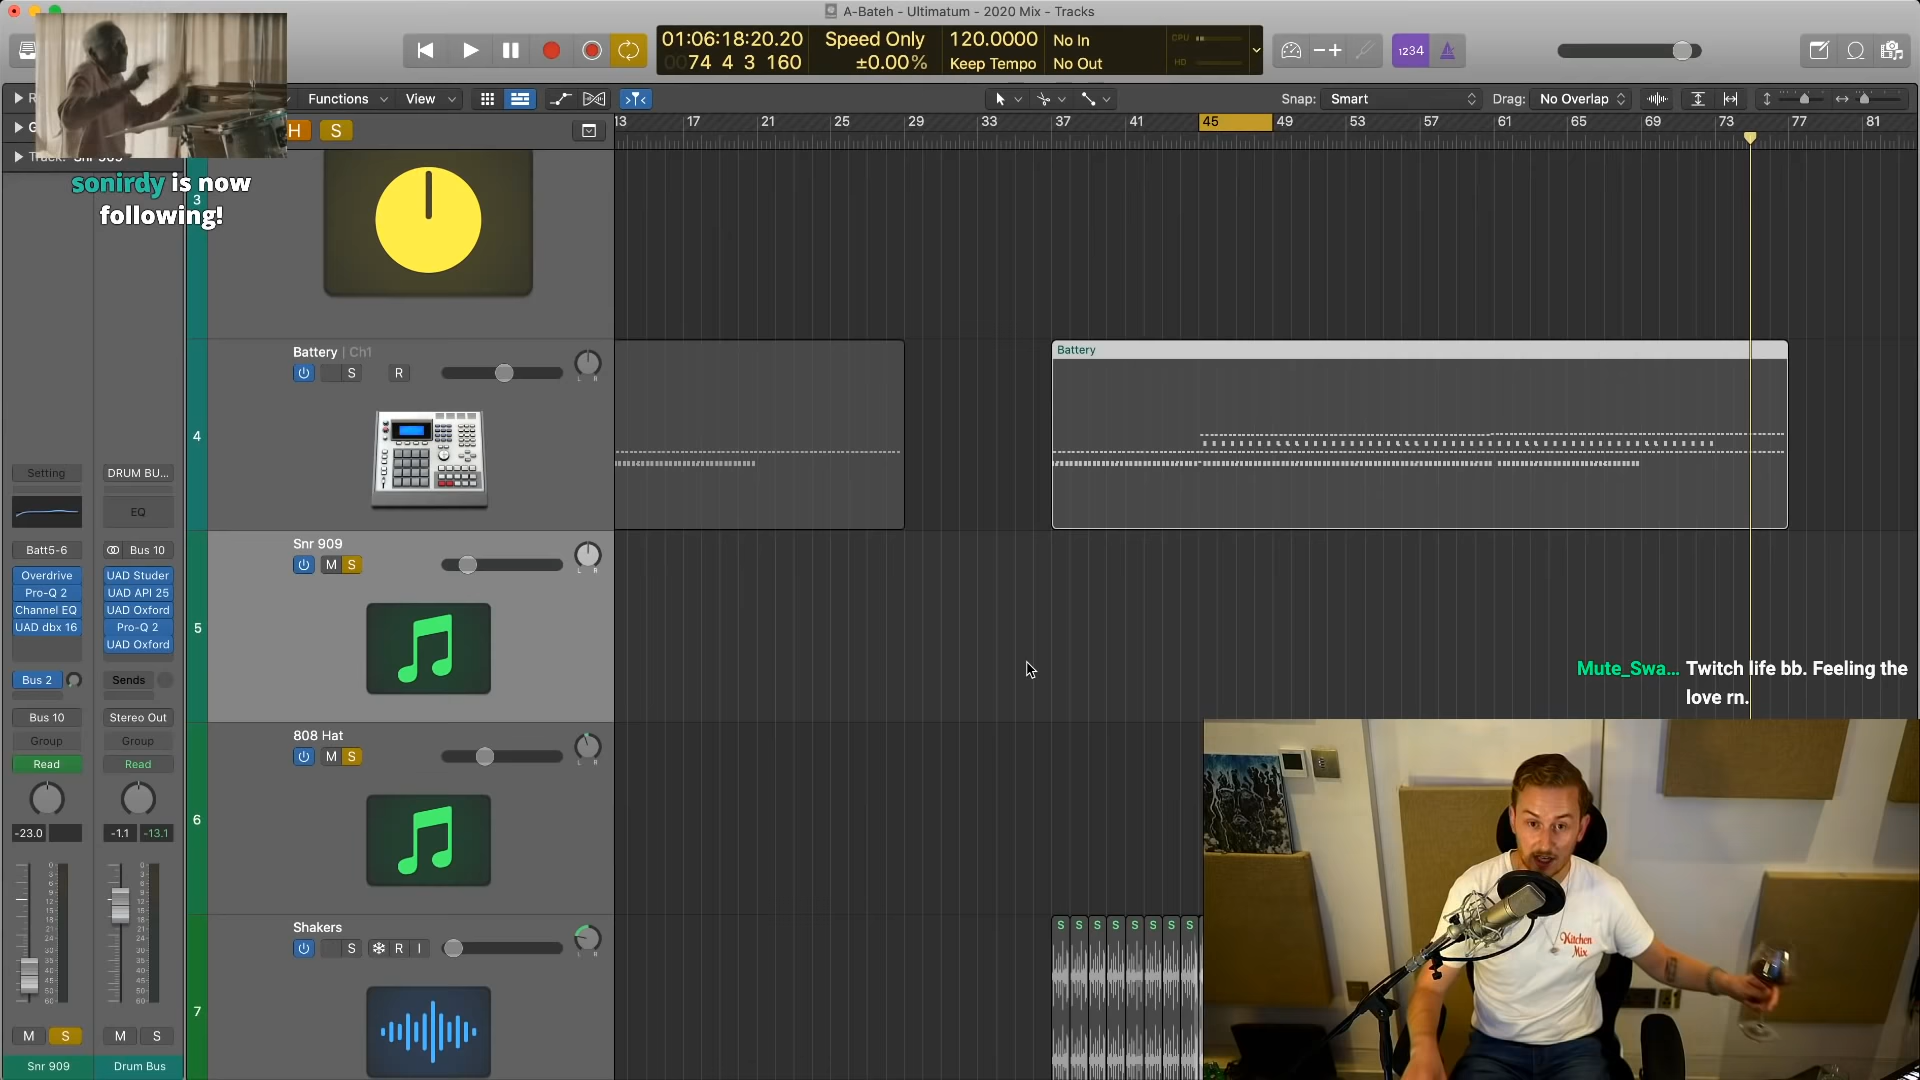 A-Bateh - Ultimatum - 2020 Mix - Tracks
01:06:18:20.20
0074 4 3 160
Speed Only
±0.00%
120.0000
Keep Tempo
No In
No Out
CPU
HD
1234
Functions
View
Snap: Smart
Drag: No Overlap
H S
13 17 21 25 29 33 37 41 45 49 53 57 61 65 69 73 77 81
sonirdy is now
following!
3
Battery | Ch1
S R
4
Battery
Snr 909
M S
5
808 Hat
M S
6
Shakers
S R I
7
S S S S S S S S
Setting
DRUM BU...
EQ
Batt5-6
Bus 10
Overdrive
Pro-Q 2
Channel EQ
UAD dbx 16
UAD Studer
UAD API 25
UAD Oxford
Pro-Q 2
UAD Oxford
Bus 2
Sends
Bus 10
Stereo Out
Group
Group
Read
Read
-23.0
-1.1 -13.1
M S
M S
Snr 909
Drum Bus
Mute_Swa... Twitch life bb. Feeling the
love rn.
Kitchen
Mix